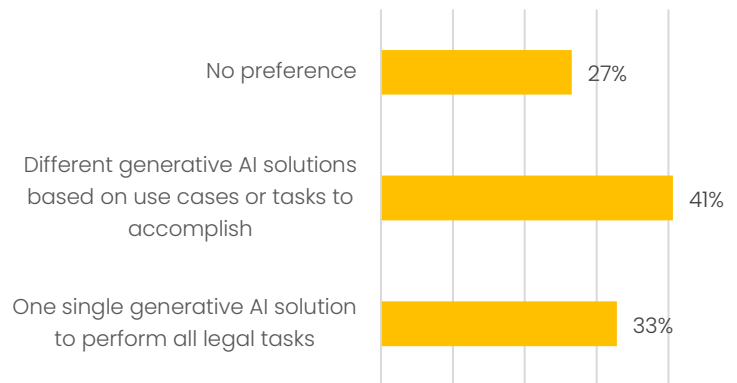 No preference
27%
Different generative AI solutions
based on use cases or tasks to
accomplish
41%
One single generative AI solution
to perform all legal tasks
33%